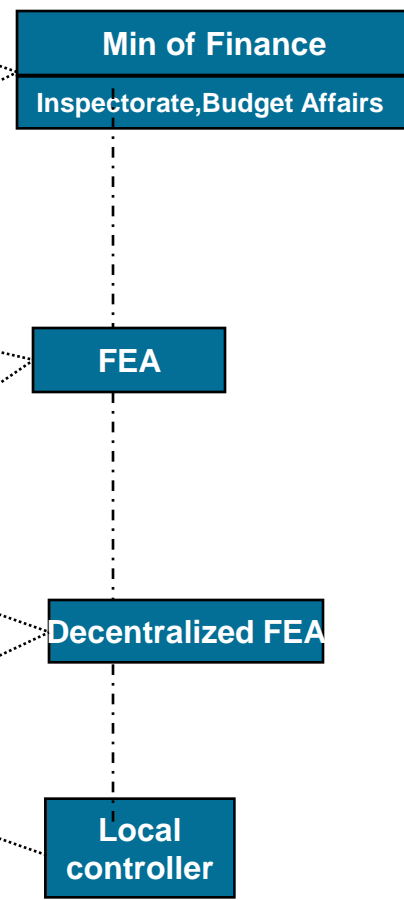 Min of Finance
Inspectorate,Budget Affairs
FEA
Decentralized FEA
Local
controller